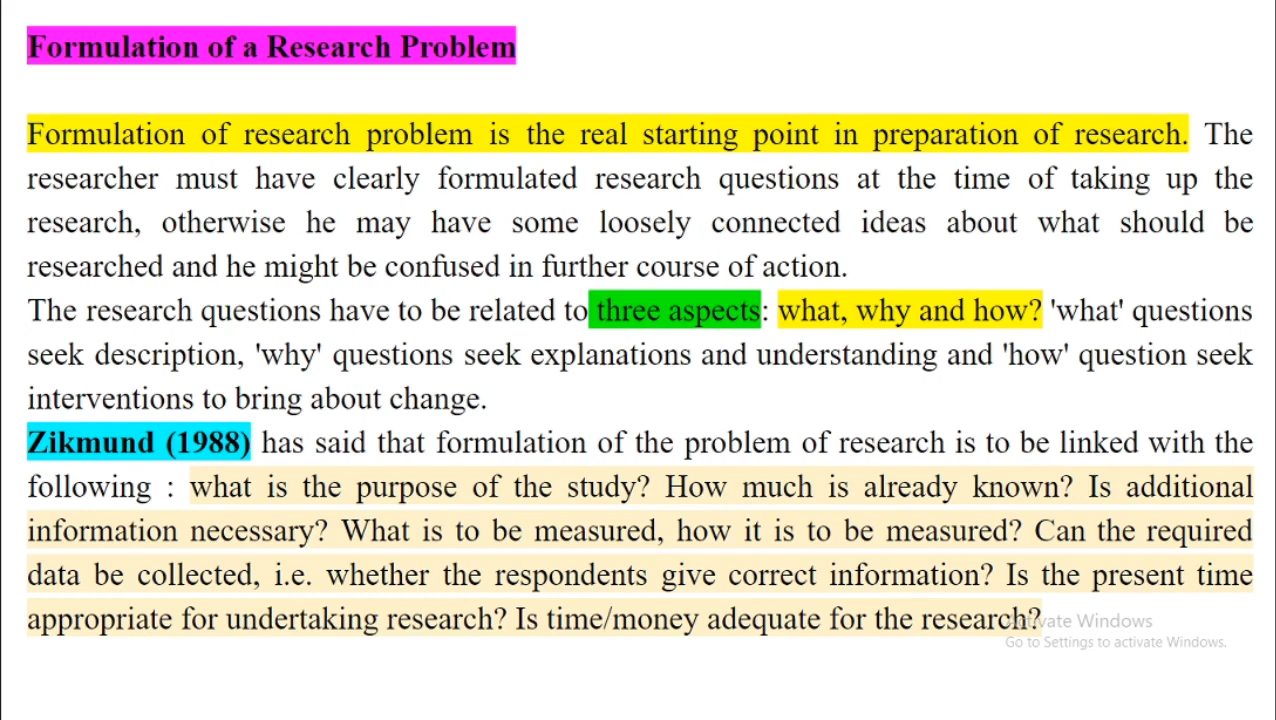 Formulation of a Research Problem
Formulation of research problem is the real starting point in preparation of research. The
researcher must have clearly formulated research questions at the time of taking up the
research, otherwise he may have some loosely connected ideas about what should be
researched and he might be confused in further course of action.
The research questions have to be related to three aspects: what, why and how? 'what' questions
seek description, 'why' questions seek explanations and understanding and 'how' question seek
interventions to bring about change.
Zikmund (1988) has said that formulation of the problem of research is to be linked with the
following : what is the purpose of the study? How much is already known? Is additional
information necessary? What is to be measured, how it is to be measured? Can the required
data be collected, i.e. whether the respondents give correct information? Is the present time
appropriate for undertaking research? Is time/money adequate for the research?
Activate Windows
Go to Settings to activate Windows.